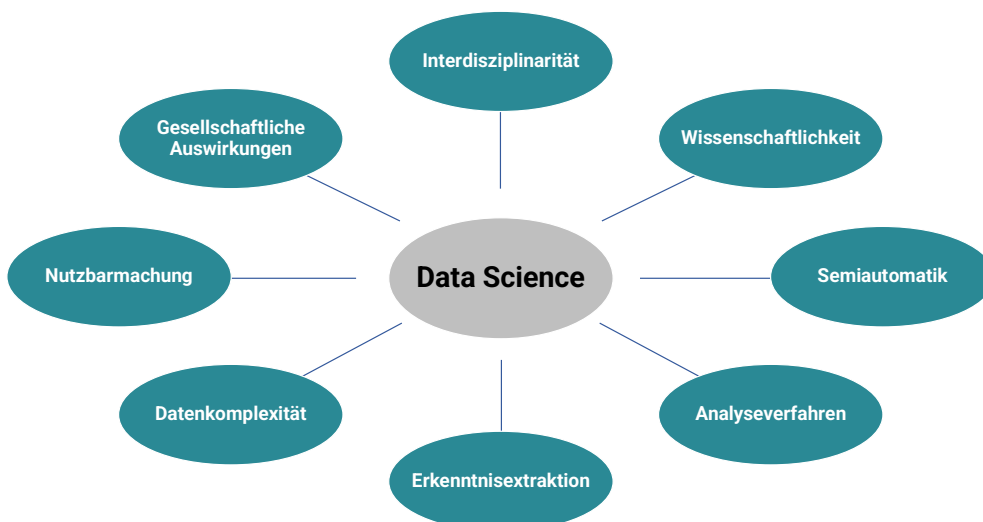 Interdisziplinarität
Gesellschaftliche
Auswirkungen
Wissenschaftlichkeit
Nutzbarmachung
Data Science
Semiautomatik
Datenkomplexität
Analyseverfahren
Erkenntnisextraktion